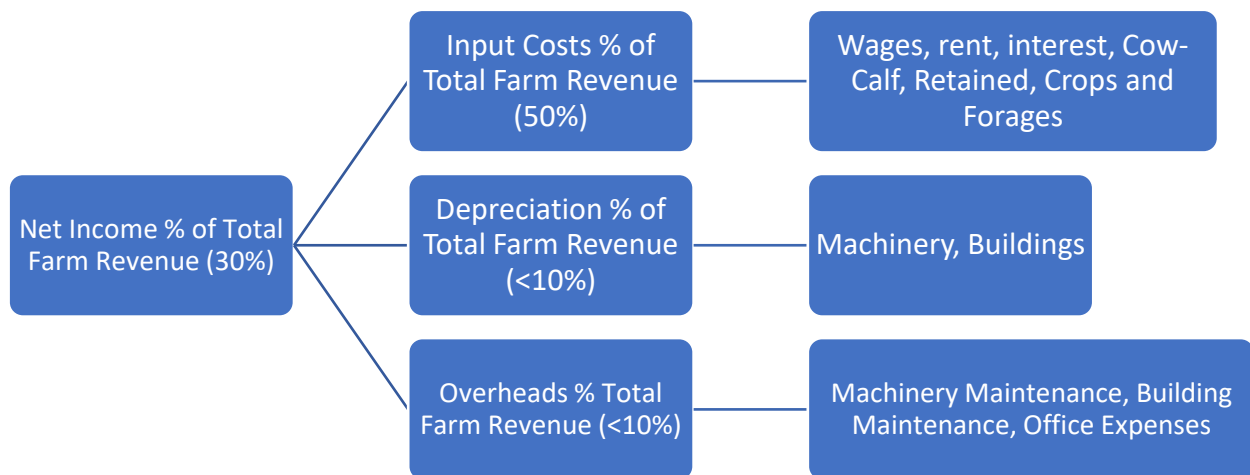 Net Income % of Total
Farm Revenue (30%)
Input Costs % of
Total Farm Revenue
(50%)
Wages, rent, interest, Cow-
Calf, Retained, Crops and
Forages
Depreciation % of
Total Farm Revenue
(<10%)
Machinery, Buildings
Overheads % Total
Farm Revenue (<10%)
Machinery Maintenance, Building
Maintenance, Office Expenses